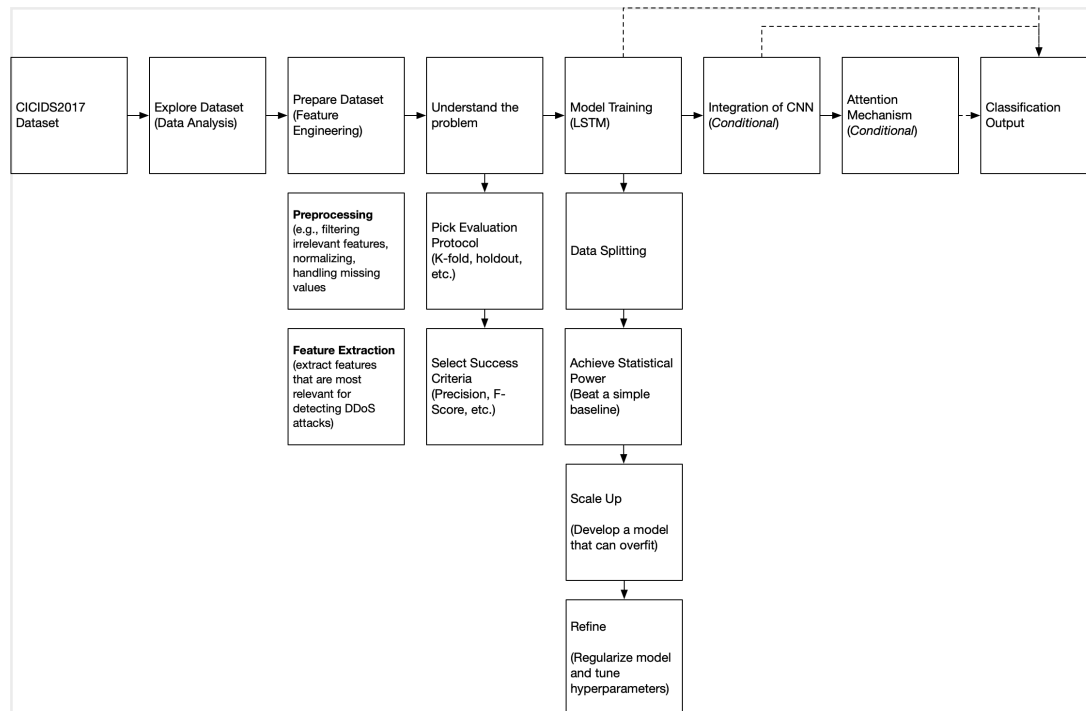 CICIDS2017
Dataset
Explore Dataset
(Data Analysis)
Prepare Dataset
(Feature
Engineering)
Understand the
problem
Model Training
(LSTM)
Integration of CNN
(Conditional)
Attention
Mechanism
(Conditional)
Classification
Output
Preprocessing
(e.g., filtering
irrelevant features,
normalizing,
handling missing
values
Pick Evaluation
Protocol
(K-fold, holdout,
etc.)
Data Splitting
Feature Extraction
(extract features
that are most
relevant for
detecting DDoS
attacks)
Select Success
Criteria
(Precision, F-
Score, etc.)
Achieve Statistical
Power
(Beat a simple
baseline)
Scale Up
(Develop a model
that can overfit)
Refine
(Regularize model
and tune
hyperparameters)